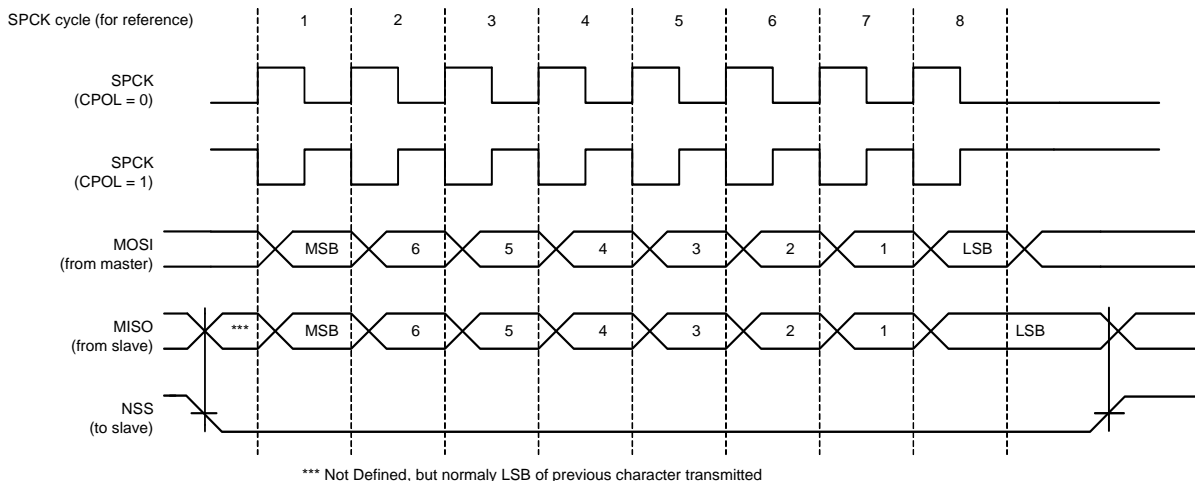 SPCK cycle (for reference) 1 2 3 4 5 6 7 8
SPCK
(CPOL = 0)
SPCK
(CPOL = 1)
MOSI
(from master)
MSB 6 5 4 3 2 1 LSB
MISO
(from slave)
*** MSB 6 5 4 3 2 1 LSB
NSS
(to slave)
*** Not Defined, but normaly LSB of previous character transmitted